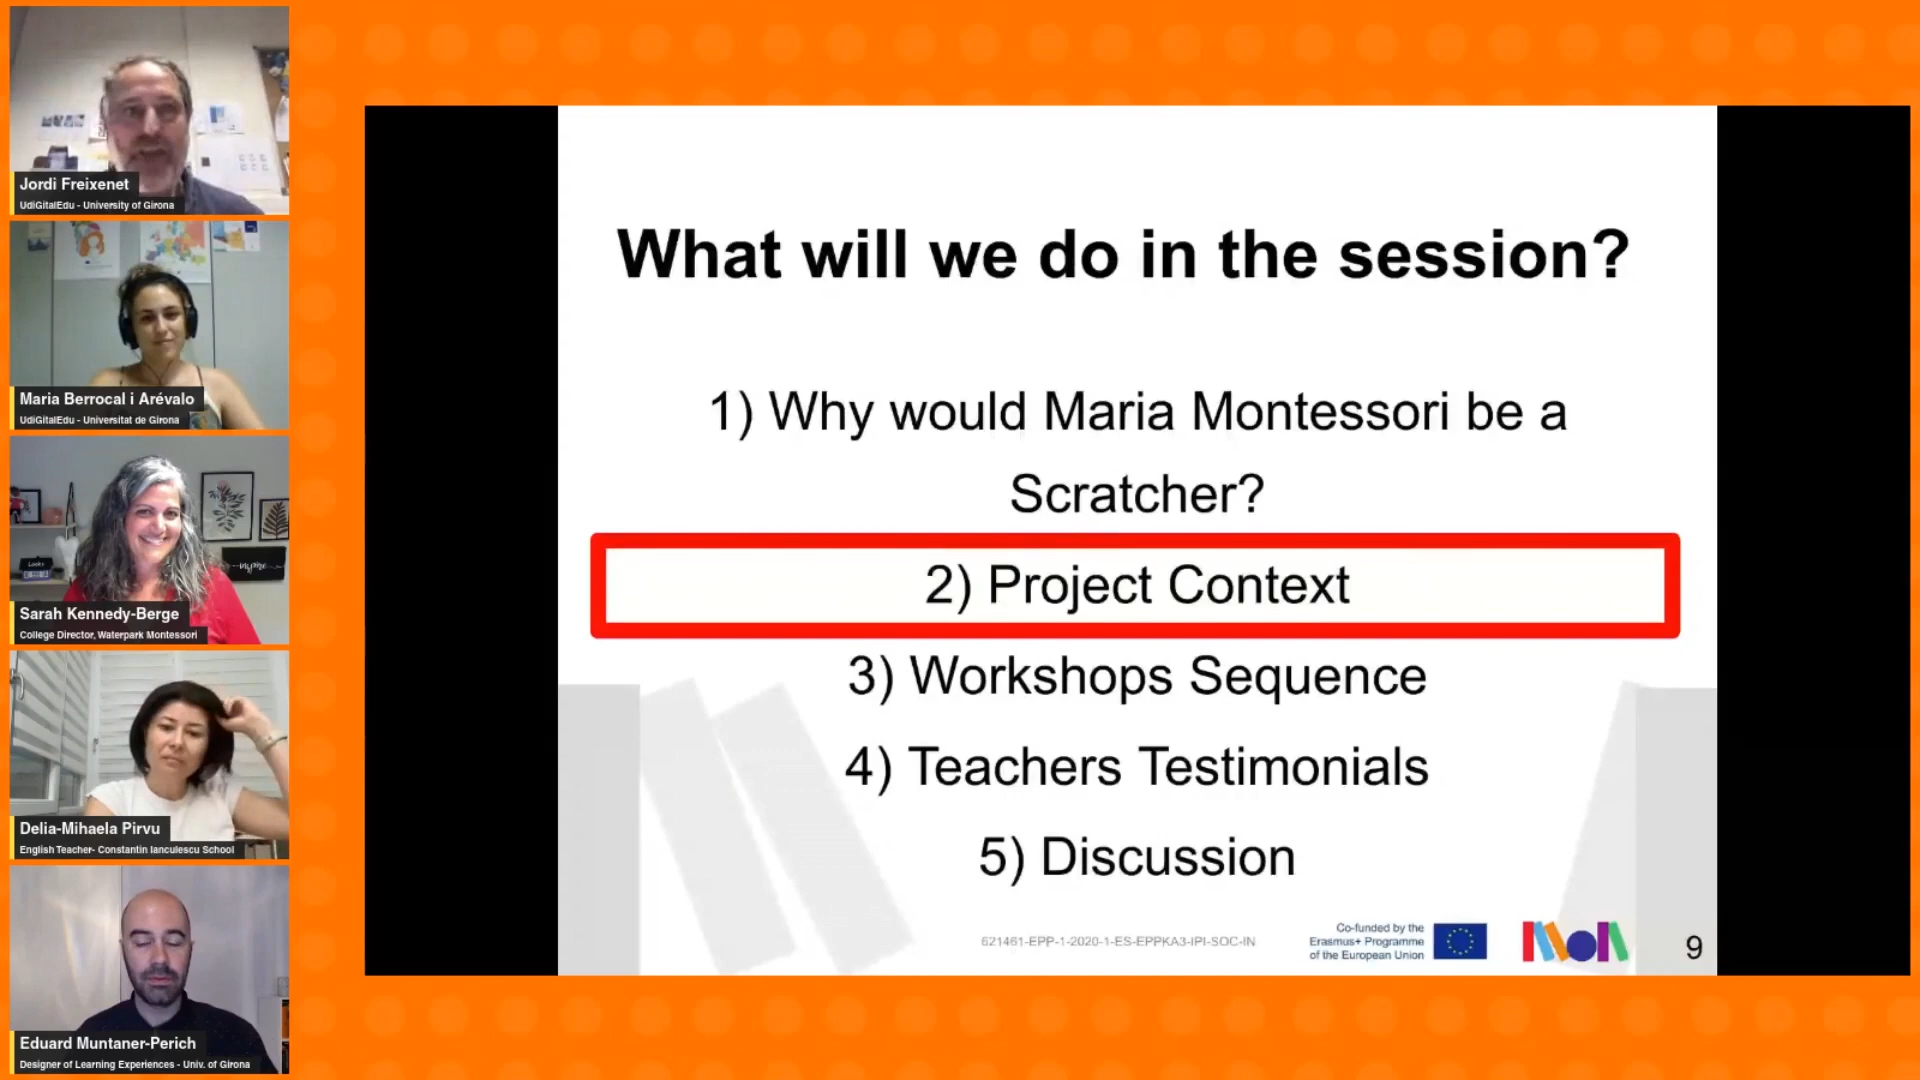 Jordi Freixenet
UdiGitalEdu - University of Girona
Maria Berrocal i Arévalo
UdiGitalEdu - Universitat de Girona
Sarah Kennedy-Berge
College Director, Waterpark Montessori
Delia-Mihaela Pirvu
English Teacher- Constantin Ianculescu School
Eduard Muntaner-Perich
Designer of Learning Experiences - Univ. of Girona
What will we do in the session?
1) Why would Maria Montessori be a
Scratcher?
2) Project Context
3) Workshops Sequence
4) Teachers Testimonials
5) Discussion
621461-EPP-1-2020-1-ES-EPPKA3-IPI-SOC-IN
Co-funded by the
Erasmus+ Programme
of the European Union
9